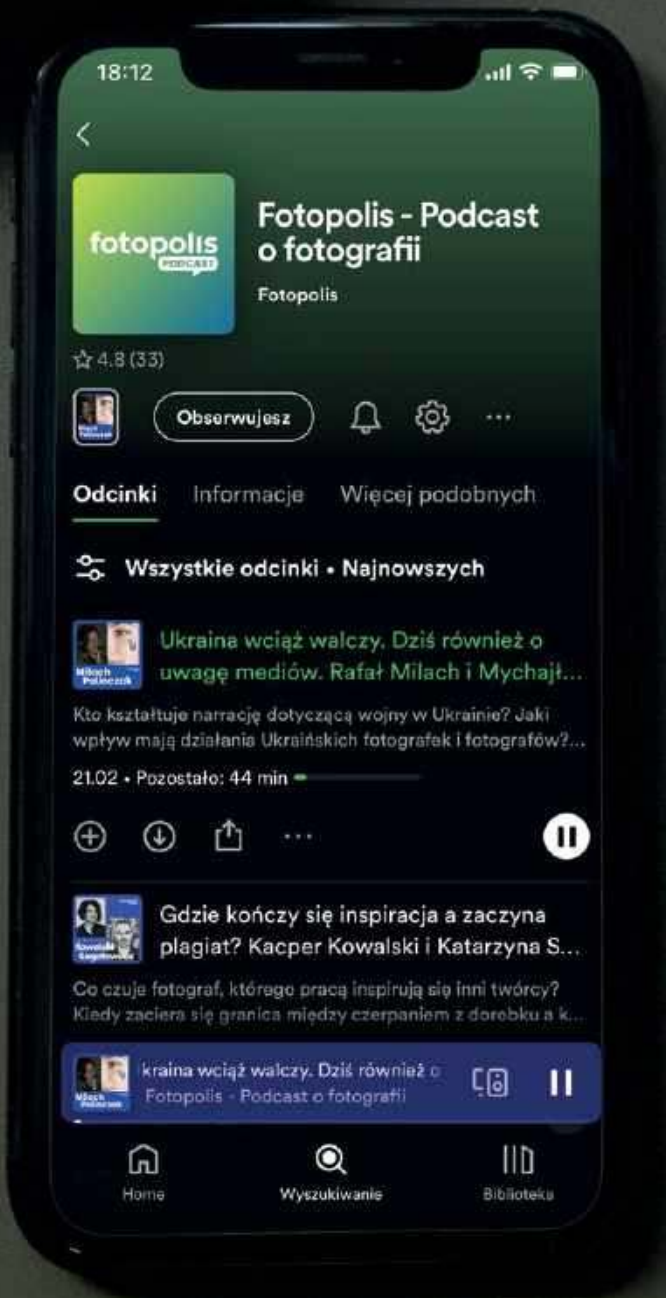 18:12
fotopolis
PODCAST
Fotopolis - Podcast
o fotografii
Fotopolis
4.8 (33)
Obserwujesz
Odcinki
Informacje
Więcej podobnych
Wszystkie odcinki • Najnowszych
Milach
Palinczak
Ukraina wciąż walczy. Dziś również o
uwagę mediów. Rafał Milach i Mychajł...
Kto kształtuje narrację dotyczącą wojny w Ukrainie? Jaki
wpływ mają działania Ukraińskich fotografek i fotografów?...
21.02 • Pozostało: 44 min
Kowalski
Gdzie kończy się inspiracja a zaczyna
plagiat? Kacper Kowalski i Katarzyna S...
Co czuje fotograf, którego pracą inspirują się inni twórcy?
Kiedy zaciera się granica między czerpaniem z dorobku a k...
Milach
kraina wciąż walczy. Dziś również o
Fotopolis - Podcast o fotografii
Home
Wyszukiwanie
Biblioteka